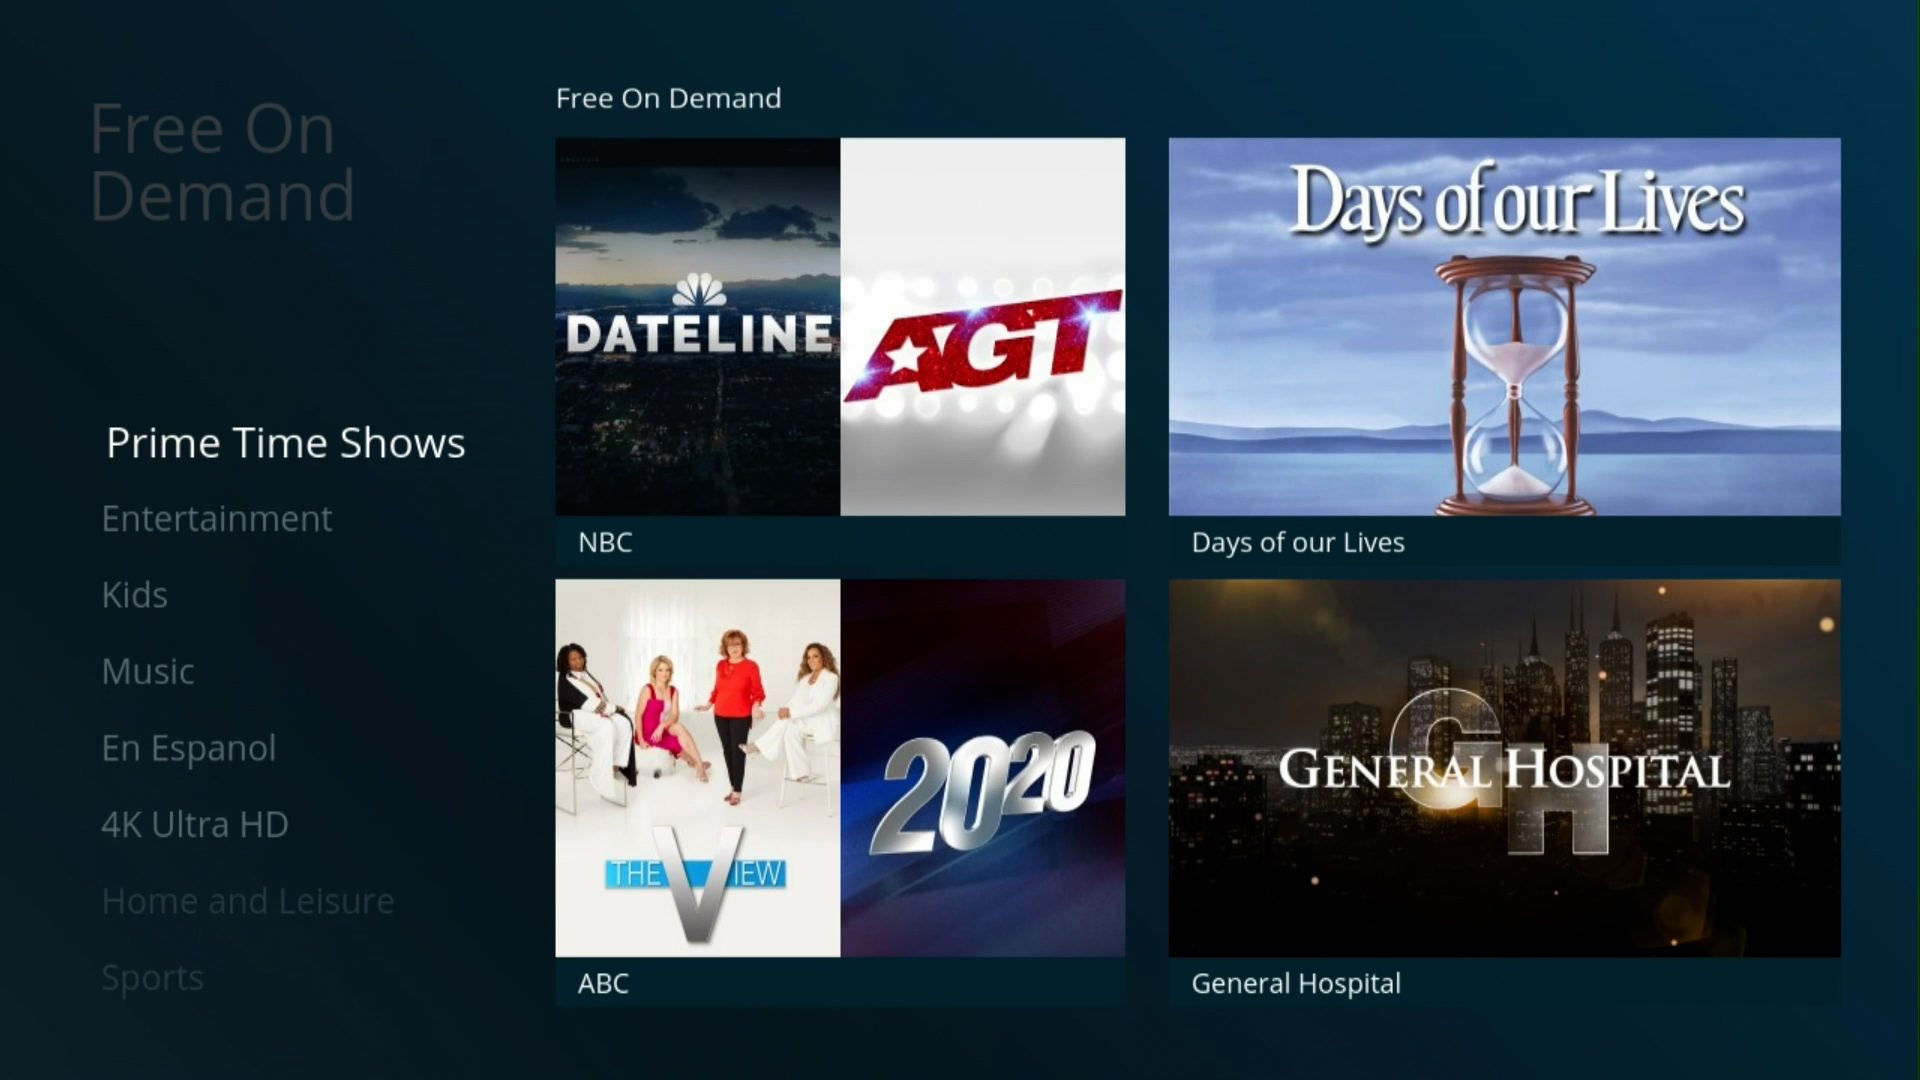 Free On
Demand
Prime Time Shows
Entertainment
Kids
Music
En Espanol
4K Ultra HD
Home and Leisure
Sports
Free On Demand
DATELINE
AGT
NBC
Days of our Lives
Days of our Lives
THE VIEW
2020
ABC
GH
GENERAL HOSPITAL
General Hospital